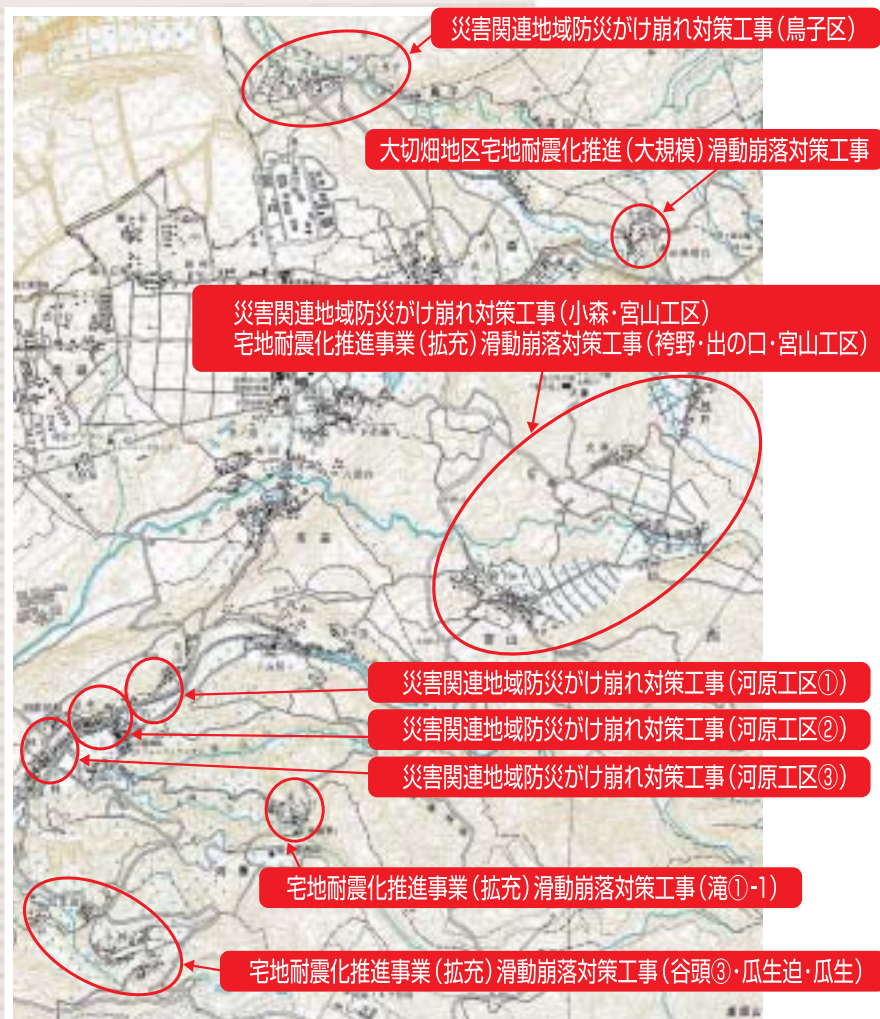 災害関連地域防災がけ崩れ対策工事(鳥子区)
大切畑地区宅地耐震化推進(大規模)滑動崩落対策工事
災害関連地域防災がけ崩れ対策工事(小森・宮山工区)
宅地耐震化推進事業(拡充)滑動崩落対策工事(袴野・出の口・宮山工区)
災害関連地域防災がけ崩れ対策工事(河原工区①)
災害関連地域防災がけ崩れ対策工事(河原工区②)
災害関連地域防災がけ崩れ対策工事(河原工区③)
宅地耐震化推進事業(拡充)滑動崩落対策工事(滝①-1)
宅地耐震化推進事業(拡充)滑動崩落対策工事(谷頭③・瓜生迫・瓜生)